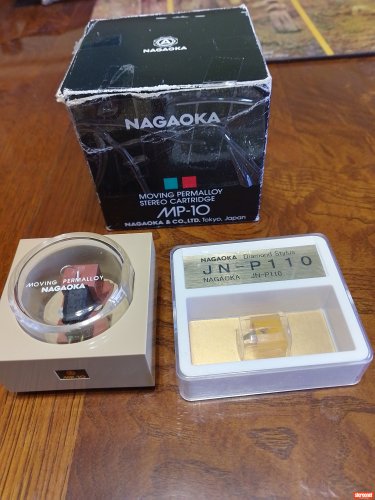 NAGAOKA
NAGAOKA
MOVING PERMALLOY
STEREO CARTRIDGE
MP-10
NAGAOKA & CO., LTD. Tokyo, Japan
MOVING PERMALLOY
NAGAOKA
NAGAOKA Diamond Stylus
JN-P110
NAGAOKA JN-P110
stereonet